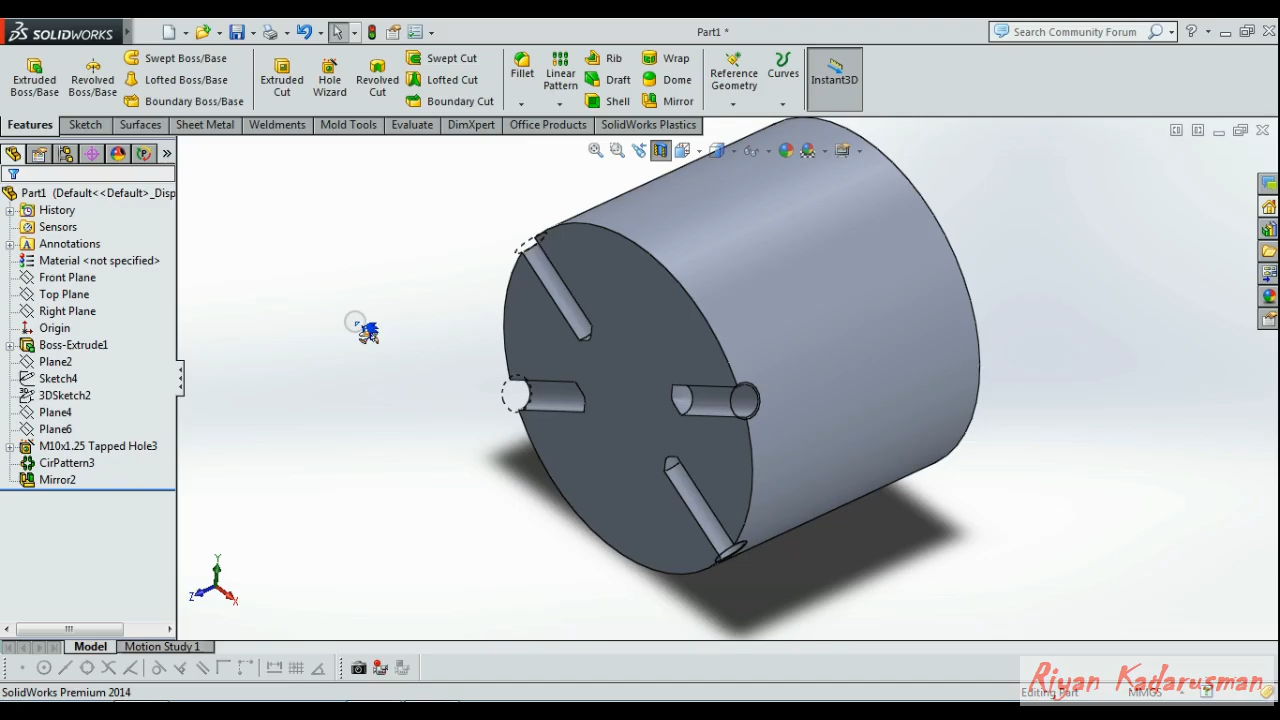 SOLIDWORKS
Part1 *
Search Community Forum
Extruded Boss/Base
Revolved Boss/Base
Swept Boss/Base
Lofted Boss/Base
Boundary Boss/Base
Extruded Cut
Hole Wizard
Revolved Cut
Swept Cut
Lofted Cut
Boundary Cut
Fillet
Linear Pattern
Rib
Draft
Shell
Wrap
Dome
Mirror
Reference Geometry
Curves
Instant3D
Features Sketch Surfaces Sheet Metal Weldments Mold Tools Evaluate DimXpert Office Products SolidWorks Plastics
Part1 (Default<<Default>_Disp
History
Sensors
Annotations
Material <not specified>
Front Plane
Top Plane
Right Plane
Origin
Boss-Extrude1
Plane2
Sketch4
3DSketch2
Plane4
Plane6
M10x1.25 Tapped Hole3
CirPattern3
Mirror2
Y
Z
X
Model Motion Study 1
SolidWorks Premium 2014
Editing Part
MMGS
Riyan Kadarusman